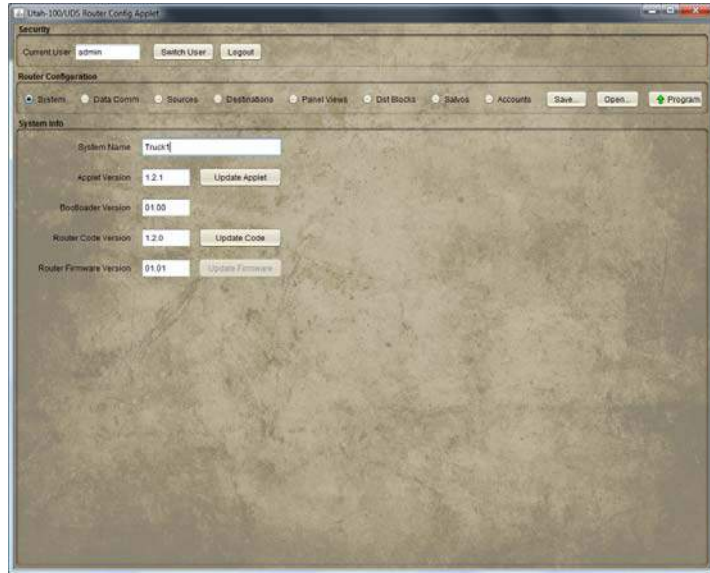 Utah-100/UDS Router Config Applet
Security
Current User admin Switch User Logout
Router Configuration
System Data Comm Sources Destinations Panel Views Dst Blocks Salvos Accounts Save... Open... Program
System Info
System Name Truck1
Applet Version 1.2.1 Update Applet
Bootloader Version 01.00
Router Code Version 1.2.0 Update Code
Router Firmware Version 01.01 Update Firmware